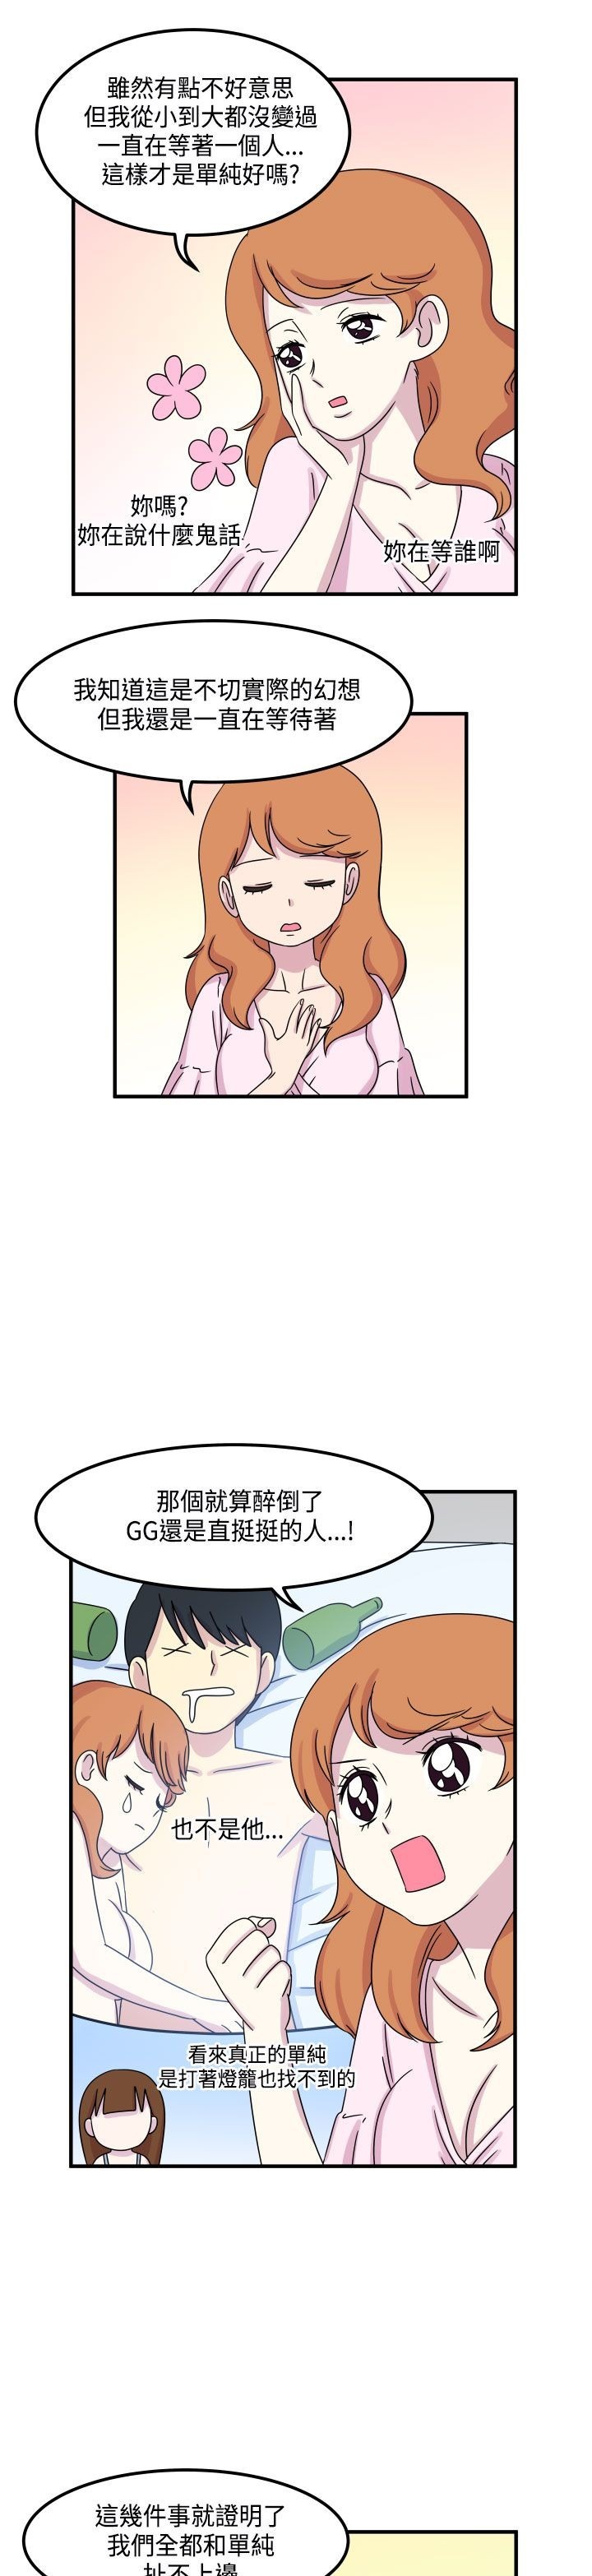 雖然有點不好意思
但我從小到大都沒變過
一直在等著一個人...
這樣才是單純好嗎?
妳嗎?
妳在說什麼鬼話
妳在等誰啊
我知道這是不切實際的幻想
但我還是一直在等待著
那個就算醉倒了
GG還是直挺挺的人...!
也不是他...
看來真正的單純
是打著燈籠也找不到的
這幾件事就證明了
我們全都和單純
扯不上邊